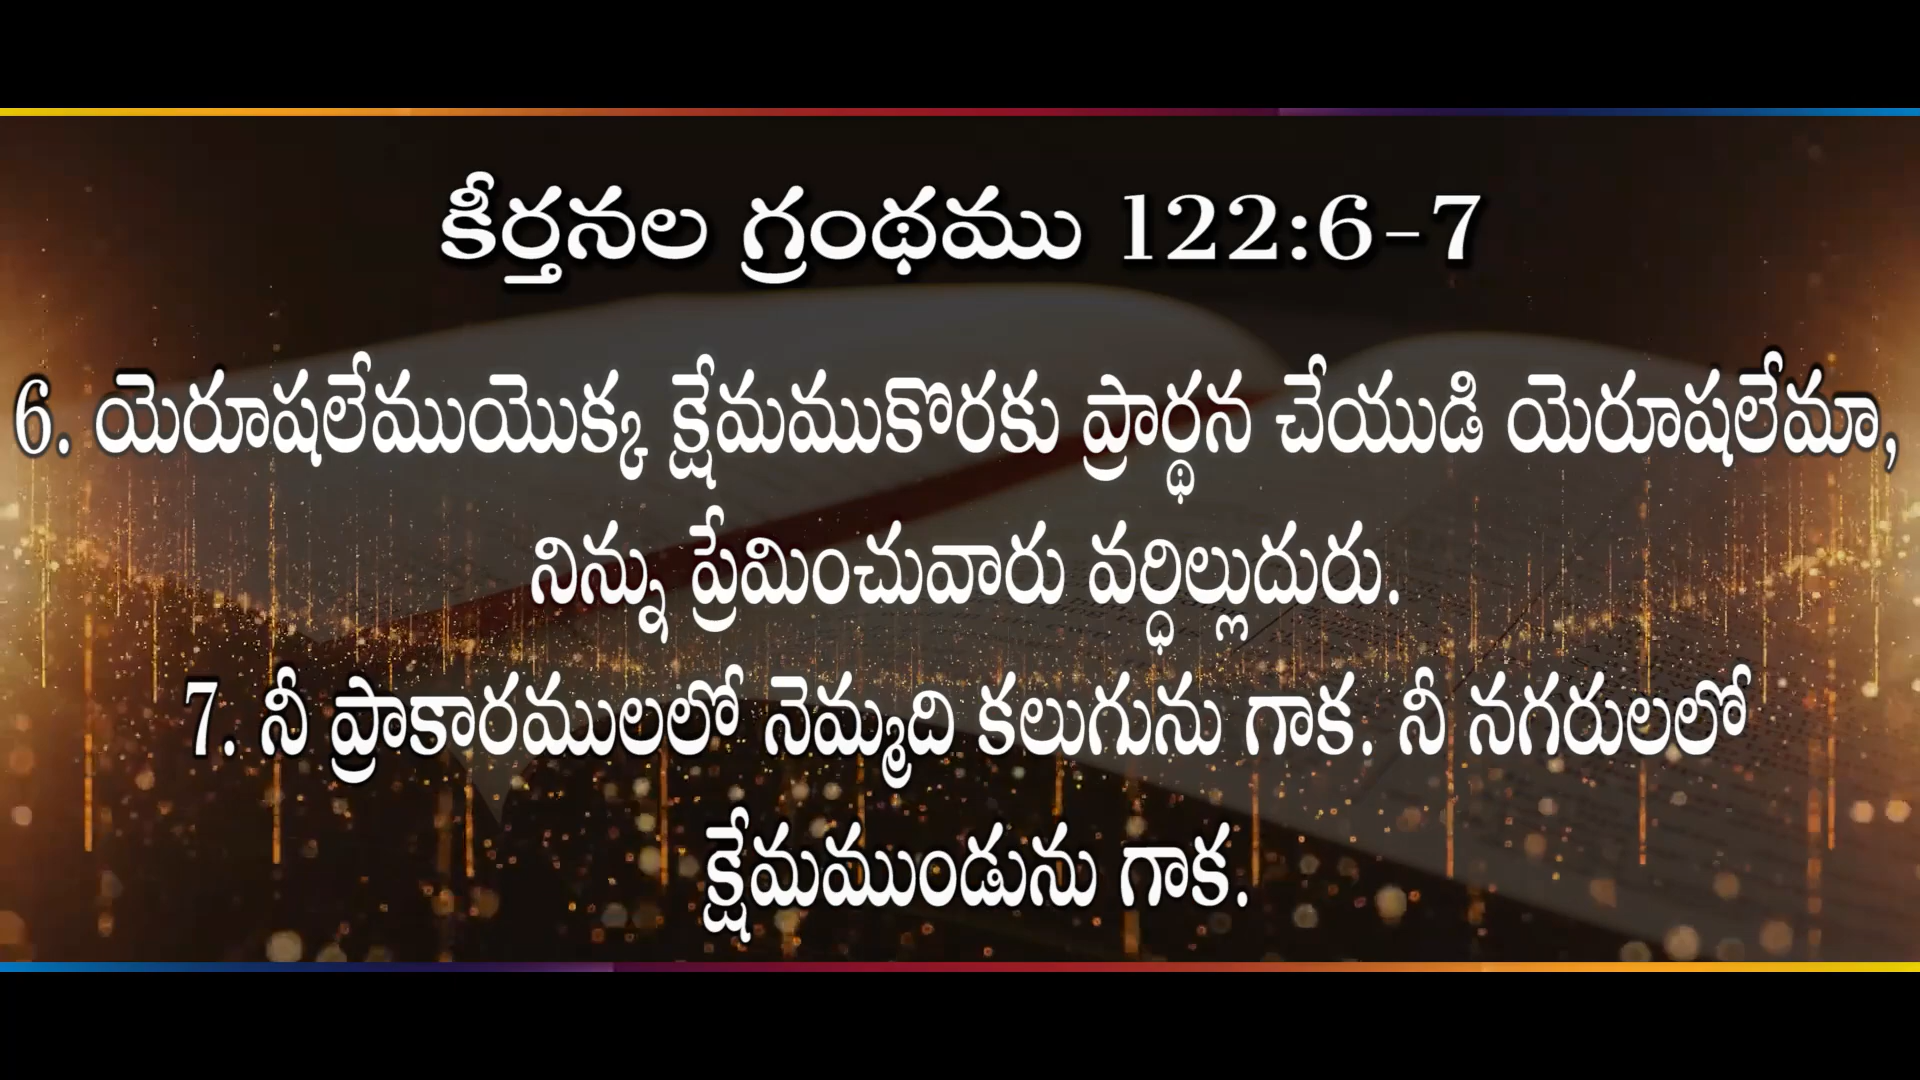 కీర్తనల గ్రంథము 122:6-7
6. యెరూషలేముయొక్క క్షేమముకొరకు ప్రార్థన చేయుడి యెరూషలేమా,
నిన్ను ప్రేమించువారు వర్ధిల్లుదురు.
7. నీ ప్రాకారములలో నెమ్మది కలుగును గాక. నీ నగరులలో
క్షేమముండును గాక.